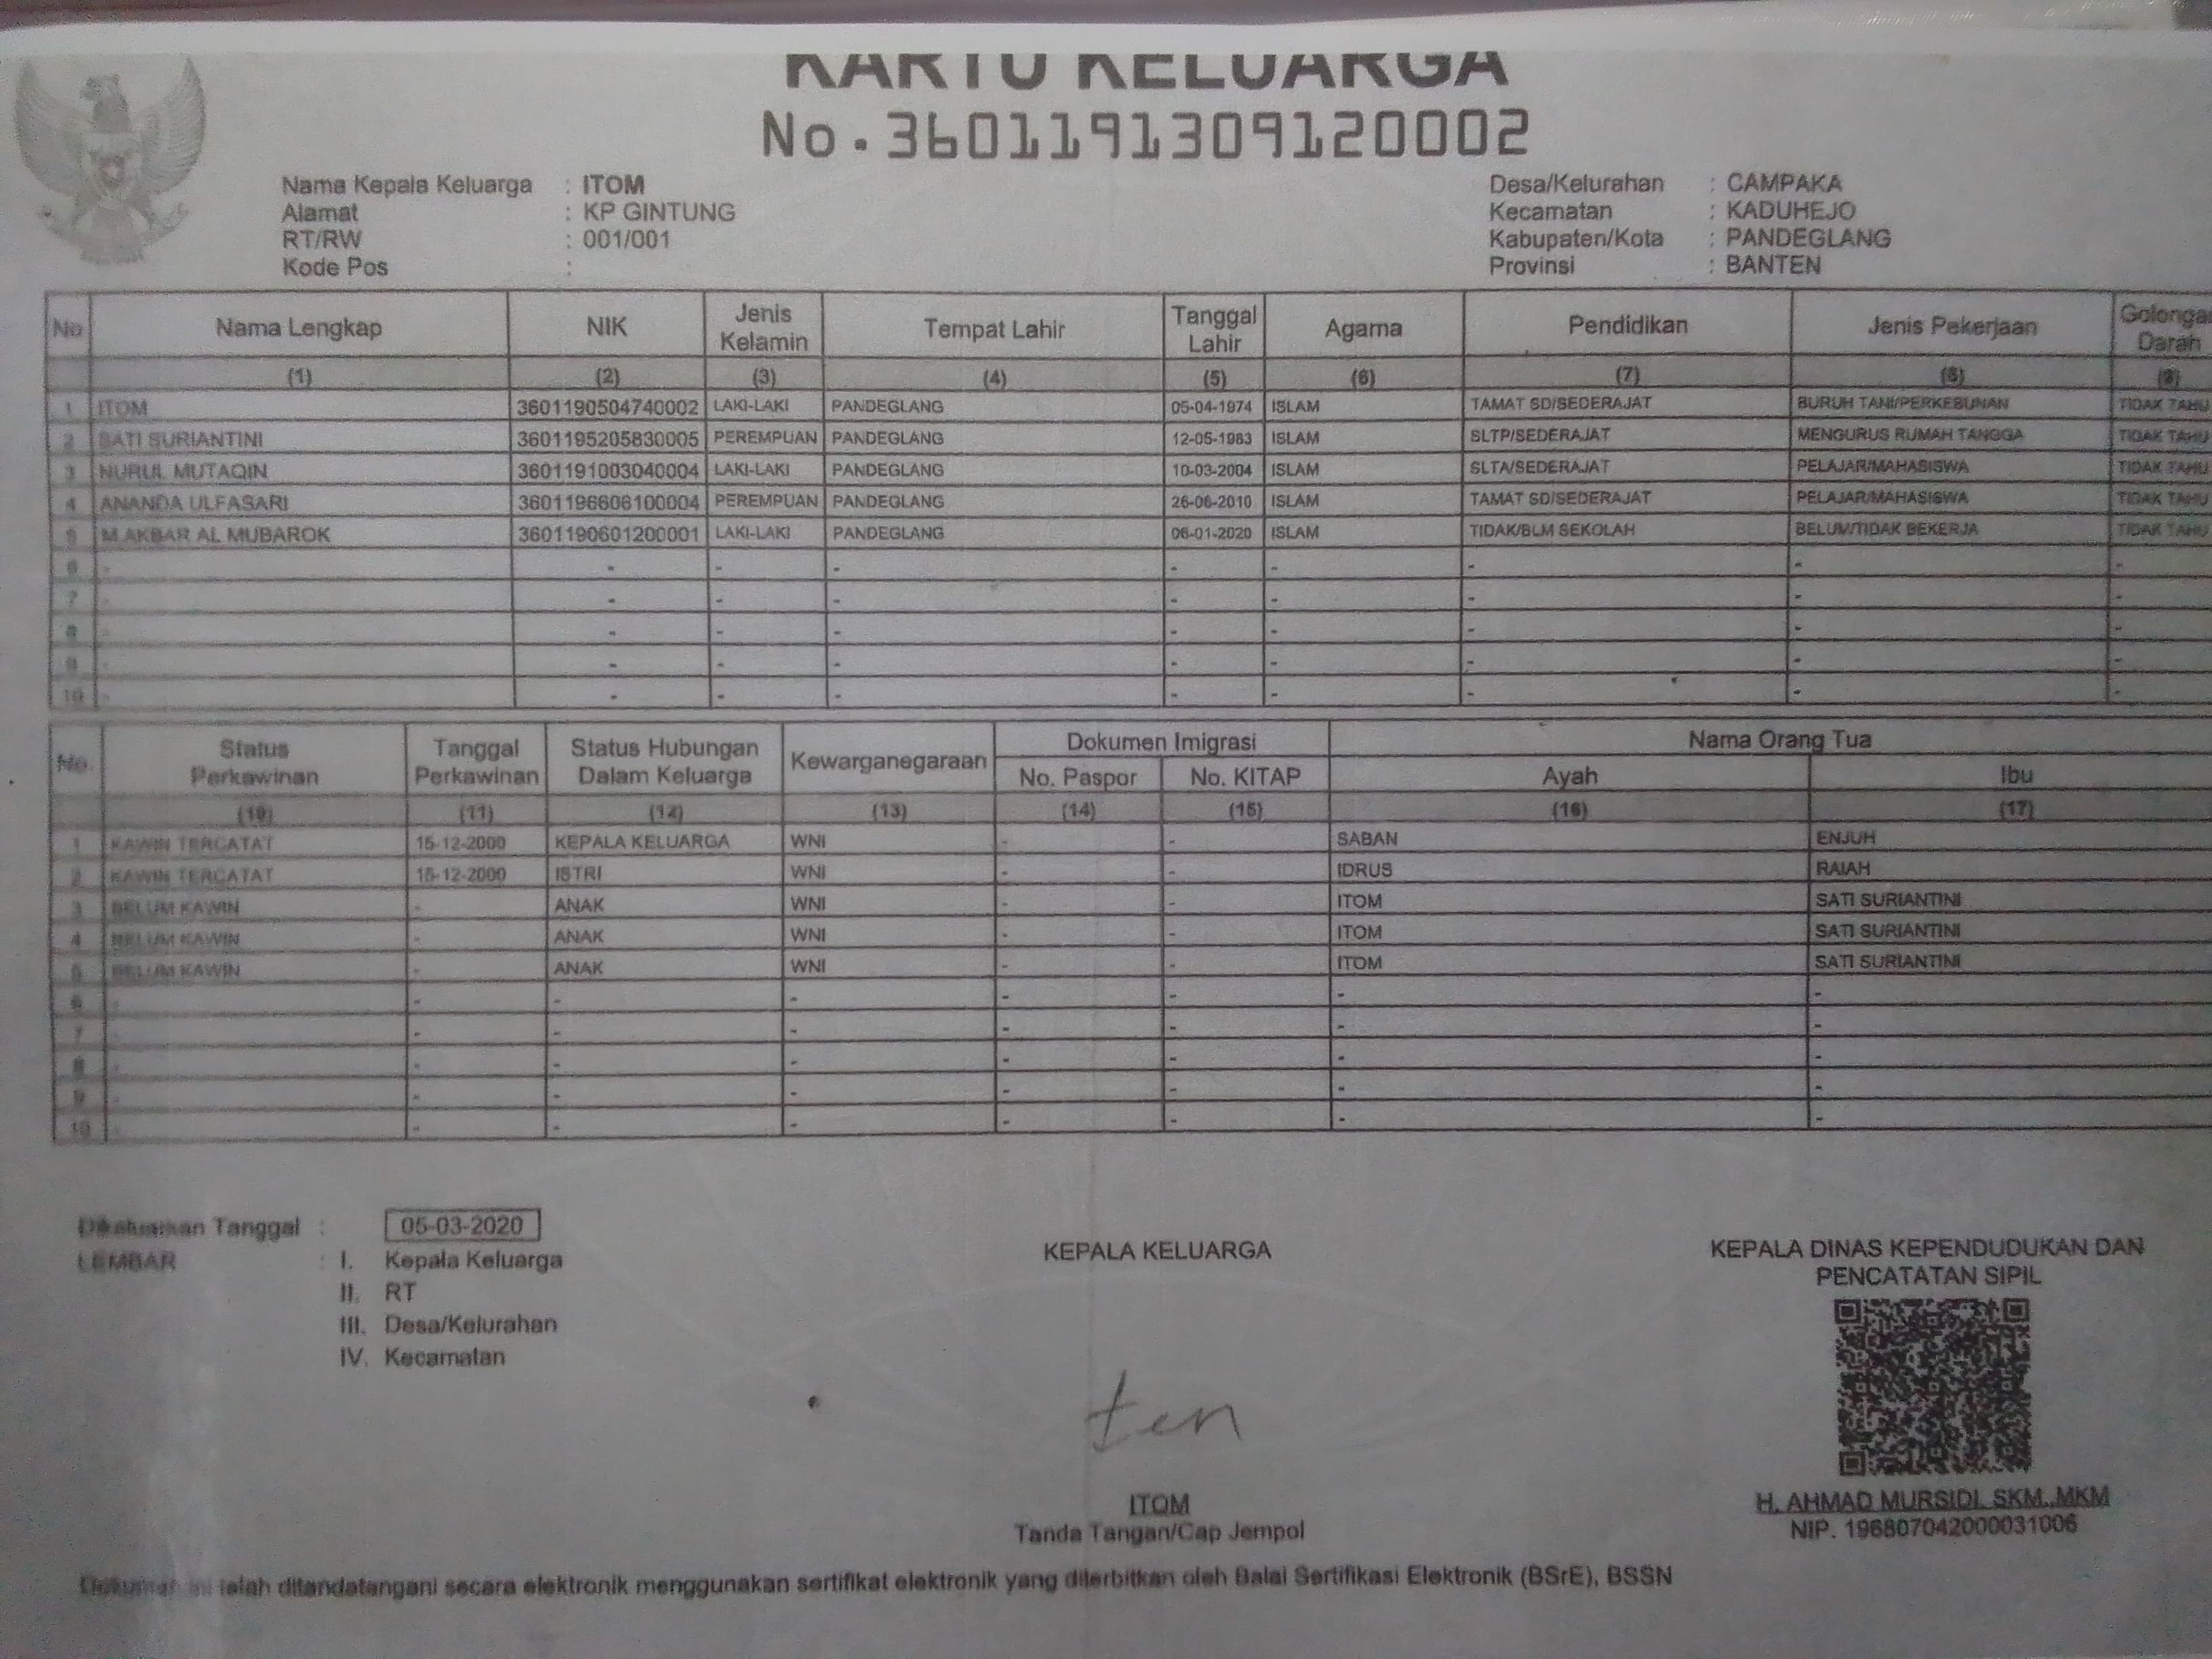 KARTU KELUARGA
No. 3601191309120002
Nama Kepala Keluarga : ITOM
Alamat : KP GINTUNG
RT/RW : 001/001
Kode Pos :
Desa/Kelurahan : CAMPAKA
Kecamatan : KADUHEJO
Kabupaten/Kota : PANDEGLANG
Provinsi : BANTEN
No Nama Lengkap NIK Jenis Kelamin Tempat Lahir Tanggal Lahir Agama Pendidikan Jenis Pekerjaan Golongan Darah
(1) (2) (3) (4) (5) (6) (7) (8) (9)
1 ITOM 3601190504740002 LAKI-LAKI PANDEGLANG 05-04-1974 ISLAM TAMAT SD/SEDERAJAT BURUH TANI/PERKEBUNAN TIDAK TAHU
2 SATI SURIANTINI 3601195205830005 PEREMPUAN PANDEGLANG 12-05-1983 ISLAM SLTP/SEDERAJAT MENGURUS RUMAH TANGGA TIDAK TAHU
3 NURUL MUTAQIN 3601191003040004 LAKI-LAKI PANDEGLANG 10-03-2004 ISLAM SLTA/SEDERAJAT PELAJAR/MAHASISWA TIDAK TAHU
4 ANANDA ULFASARI 3601196606100004 PEREMPUAN PANDEGLANG 26-06-2010 ISLAM TAMAT SD/SEDERAJAT PELAJAR/MAHASISWA TIDAK TAHU
5 M.AKBAR AL MUBAROK 3601190601200001 LAKI-LAKI PANDEGLANG 06-01-2020 ISLAM TIDAK/BLM SEKOLAH BELUM/TIDAK BEKERJA TIDAK TAHU
6 - - - - - - - - -
7 - - - - - - - - -
8 - - - - - - - - -
9 - - - - - - - - -
10 - - - - - - - - -
No. Status Perkawinan Tanggal Perkawinan Status Hubungan Dalam Keluarga Kewarganegaraan Dokumen Imigrasi Nama Orang Tua
No. Paspor No. KITAP Ayah Ibu
(10) (11) (12) (13) (14) (15) (16) (17)
1 KAWIN TERCATAT 15-12-2000 KEPALA KELUARGA WNI - - SABAN ENJUH
2 KAWIN TERCATAT 15-12-2000 ISTRI WNI - - IDRUS RAIAH
3 BELUM KAWIN - ANAK WNI - - ITOM SATI SURIANTINI
4 BELUM KAWIN - ANAK WNI - - ITOM SATI SURIANTINI
5 BELUM KAWIN - ANAK WNI - - ITOM SATI SURIANTINI
6 - - - - - - - -
7 - - - - - - - -
8 - - - - - - - -
9 - - - - - - - -
10 - - - - - - - -
Dikeluarkan Tanggal : 05-03-2020
LEMBAR : I. Kepala Keluarga
II. RT
III. Desa/Kelurahan
IV. Kecamatan
KEPALA KELUARGA
ten
ITOM
Tanda Tangan/Cap Jempol
KEPALA DINAS KEPENDUDUKAN DAN
PENCATATAN SIPIL
H. AHMAD MURSIDI, SKM.,MKM
NIP. 196807042000031006
Dokumen ini telah ditandatangani secara elektronik menggunakan sertifikat elektronik yang diterbitkan oleh Balai Sertifikasi Elektronik (BSrE), BSSN